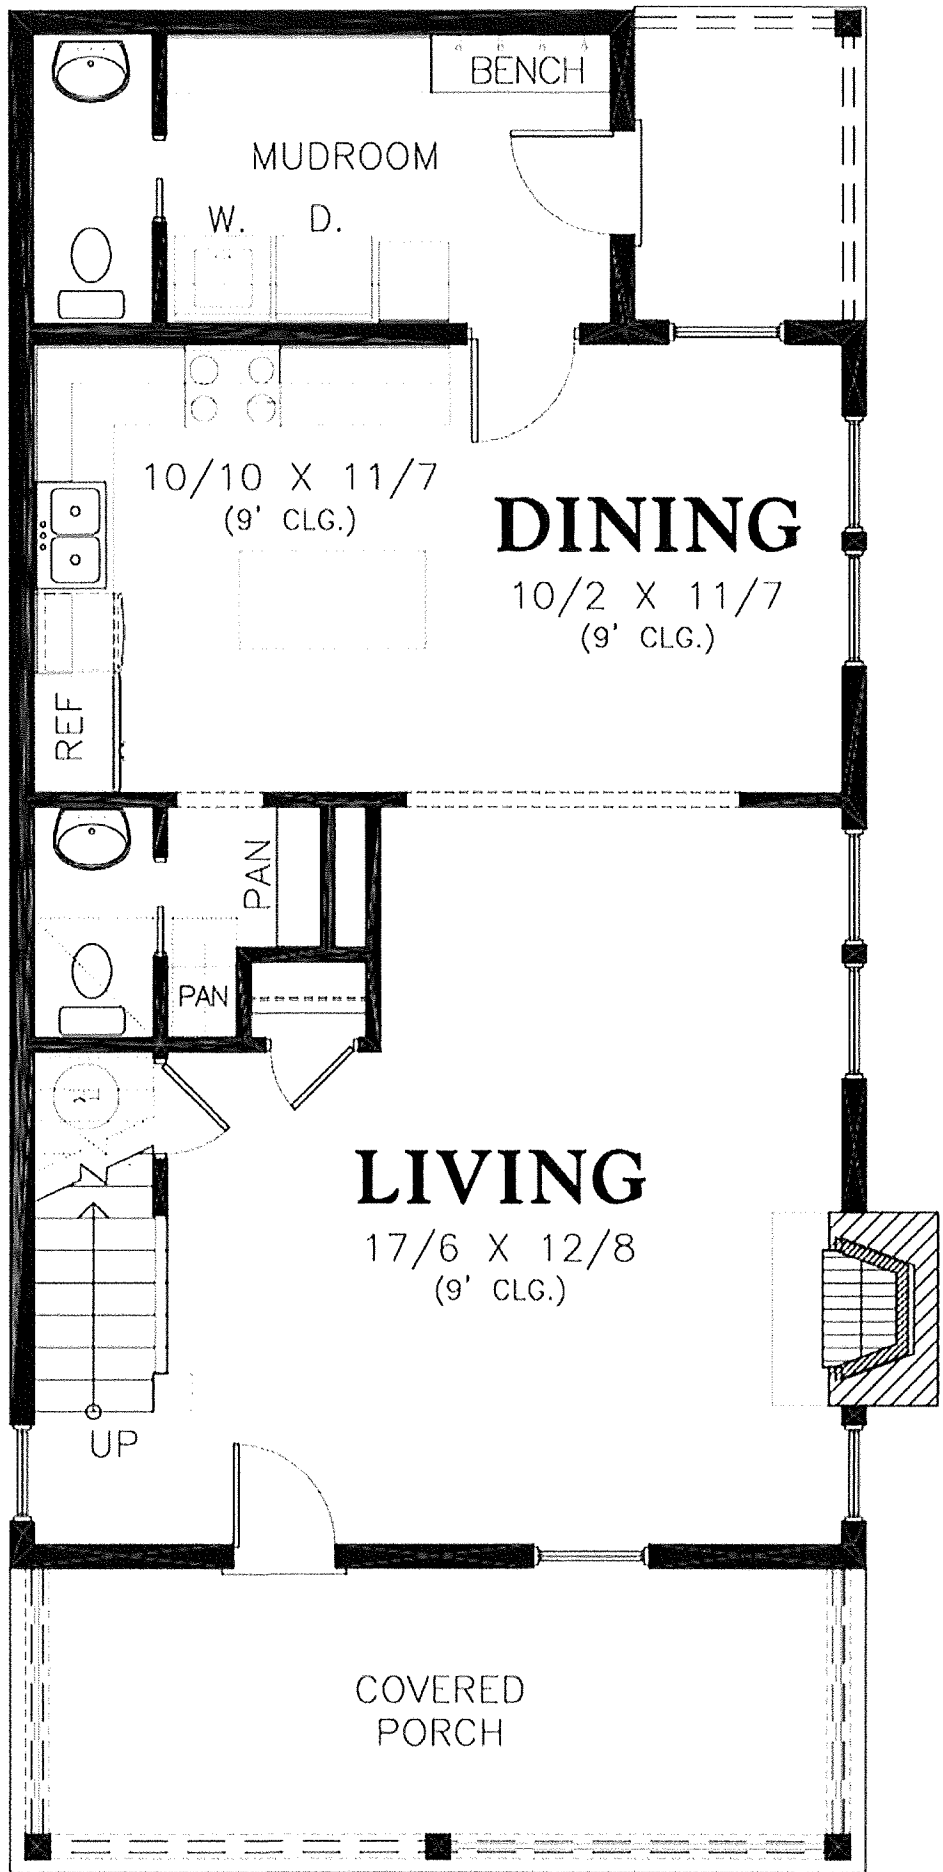 BENCH
MUDROOM
W. D.
10/10 X 11/7
(9' CLG.)
DINING
10/2 X 11/7
(9' CLG.)
REF
PAN
PAN
LIVING
17/6 X 12/8
(9' CLG.)
UP
COVERED
PORCH